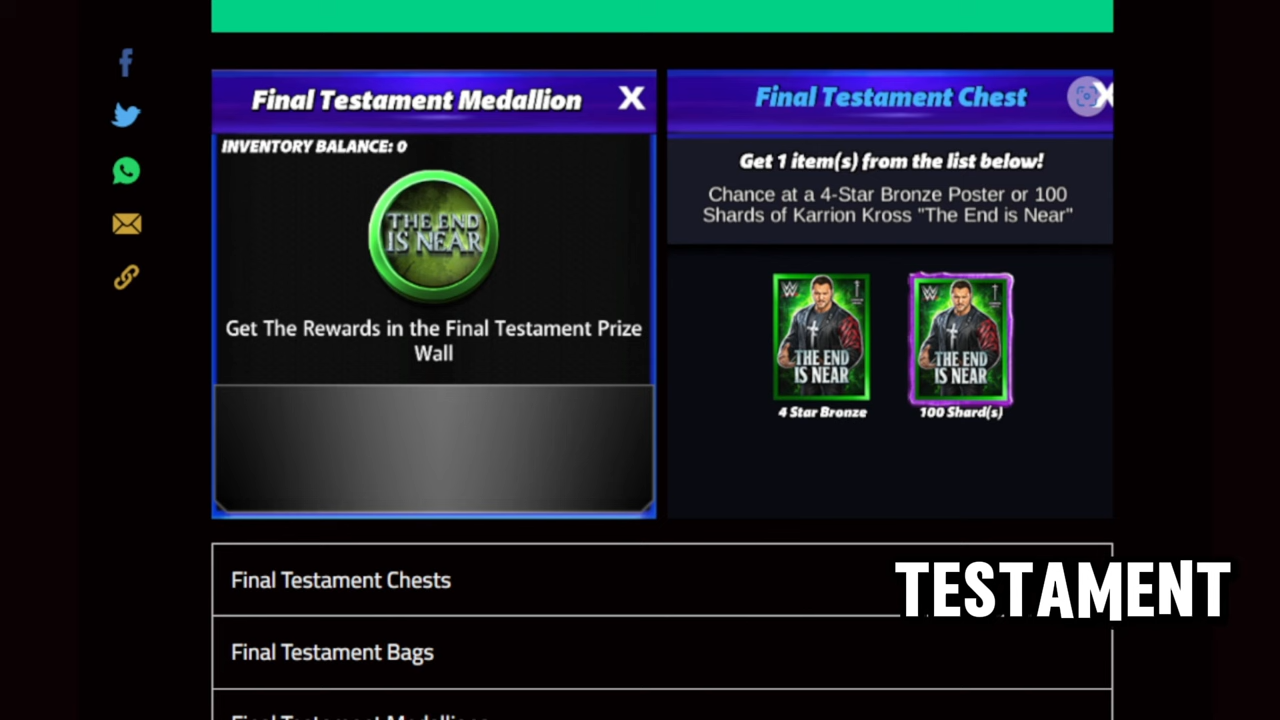 Final Testament Medallion
X
INVENTORY BALANCE: 0
THE END
IS NEAR
Get The Rewards in the Final Testament Prize
Wall
Final Testament Chest
X
Get 1 item(s) from the list below!
Chance at a 4-Star Bronze Poster or 100
Shards of Karrion Kross "The End is Near"
THE END
IS NEAR
4 Star Bronze
THE END
IS NEAR
100 Shard(s)
Final Testament Chests
TESTAMENT
Final Testament Bags
Final Testament Medallions